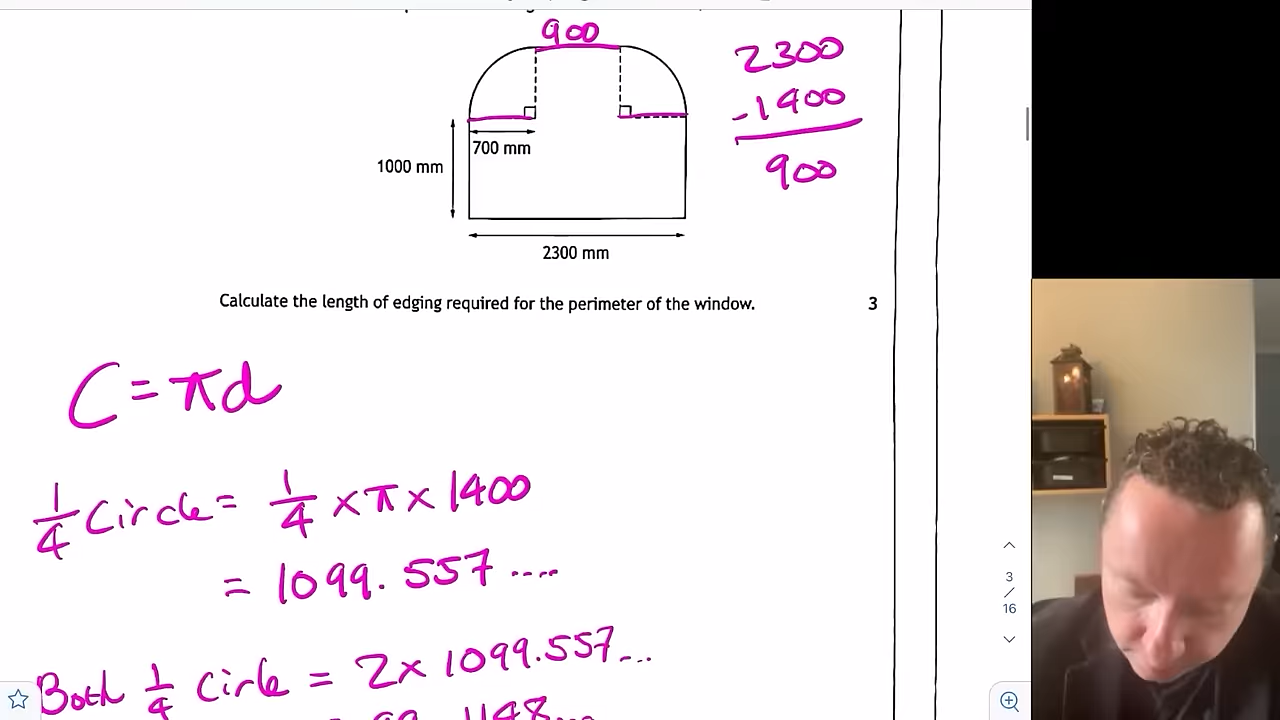 900
2300
-1400
900
700 mm
1000 mm
2300 mm
Calculate the length of edging required for the perimeter of the window. 3
C = πd
1/4 Circle = 1/4 × π × 1400
= 1099.557....
Both 1/4 Circle = 2 × 1099.557...
3
/
16